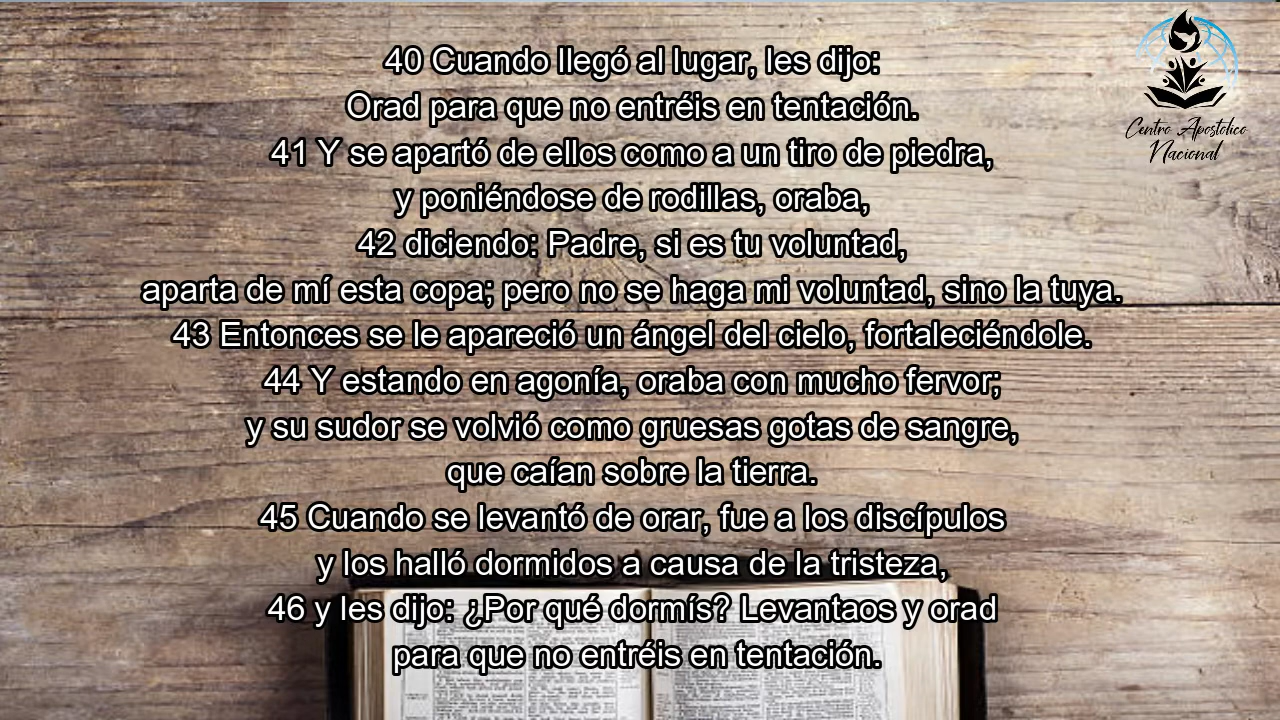 40 Cuando llegó al lugar, les dijo:
Orad para que no entréis en tentación.
41 Y se apartó de ellos como a un tiro de piedra,
y poniéndose de rodillas, oraba,
42 diciendo: Padre, si es tu voluntad,
aparta de mí esta copa; pero no se haga mi voluntad, sino la tuya.
43 Entonces se le apareció un ángel del cielo, fortaleciéndole.
44 Y estando en agonía, oraba con mucho fervor;
y su sudor se volvió como gruesas gotas de sangre,
que caían sobre la tierra.
45 Cuando se levantó de orar, fue a los discípulos
y los halló dormidos a causa de la tristeza,
46 y les dijo: ¿Por qué dormís? Levantaos y orad
para que no entréis en tentación.
Centro Apostolico
Nacional